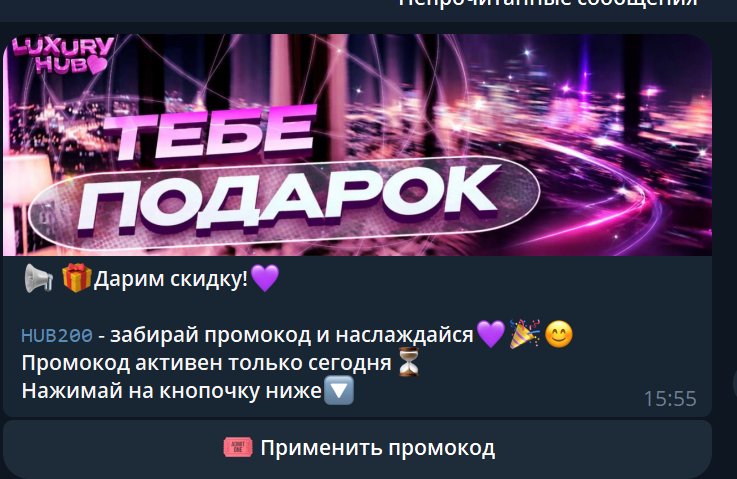 Непрочитанные сообщения
LUXURY
HUB
ТЕБЕ
ПОДАРОК
📢 🎁Дарим скидку!💜
HUB200 - забирай промокод и наслаждайся💜🎉😊
Промокод активен только сегодня⏳
Нажимай на кнопочку ниже🔽
15:55
🎟 Применить промокод